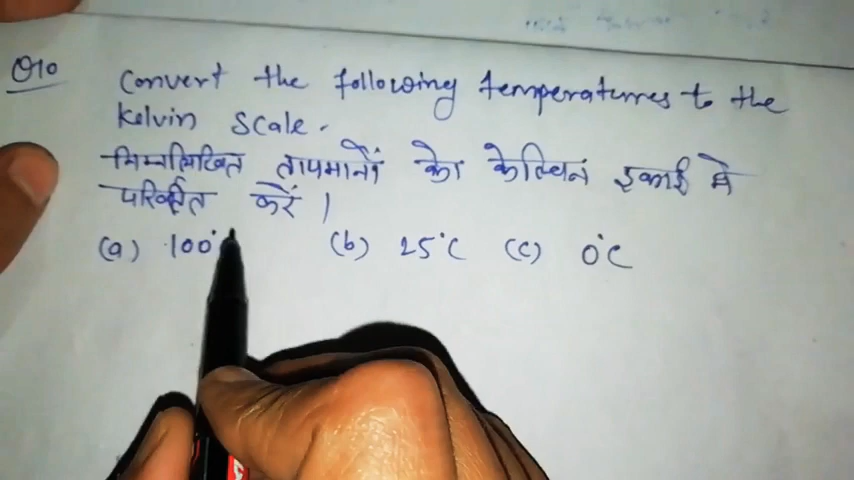 Q10 Convert the following temperatures to the
Kelvin Scale.
निम्नलिखित तापमानों को केल्विन इकाई मे
परिवर्तित करें।
(a) 100° (b) 25°C (c) 0°C